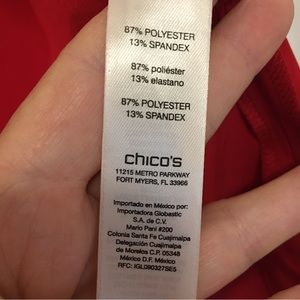 87% POLYESTER
13% SPANDEX
87% poliéster
13% elastano
87% POLYESTER
13% SPANDEX
chico's
11215 METRO PARKWAY
FORT MYERS, FL 33966
Importado en México por:
Importadora Globastic
S.A. de C.V.
Mario Pani #200
Colonia Santa Fe Cuajimalpa
Delegación Cuajimalpa
de Morelos C.P. 05348
México D.F. México
RFC: IGL090327SE5